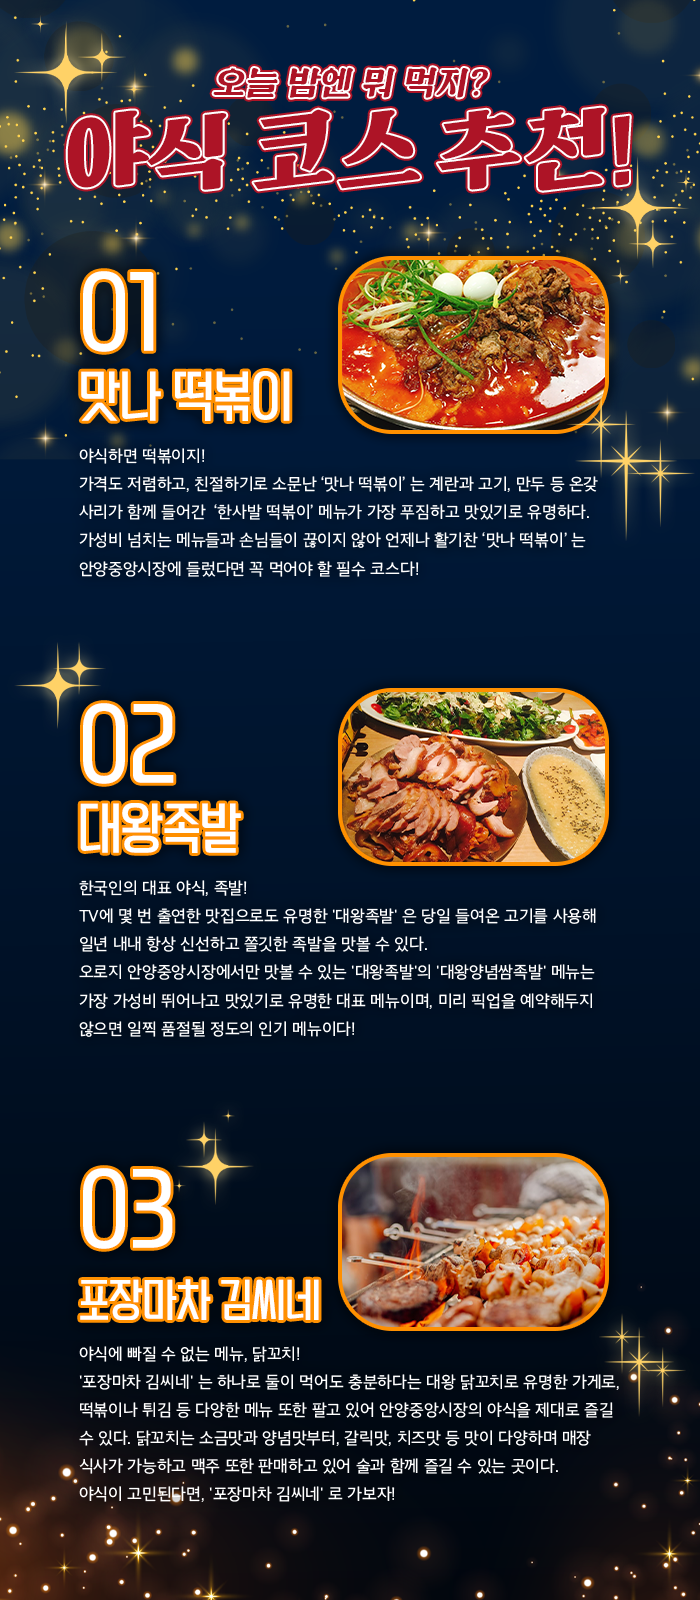 오늘 밤엔 뭐 먹지?
야식 코스 추천!
01
맛나 떡볶이
야식하면 떡볶이지!
가격도 저렴하고, 친절하기로 소문난 ‘맛나 떡볶이’ 는 계란과 고기, 만두 등 온갖
사리가 함께 들어간 ‘한사발 떡볶이’ 메뉴가 가장 푸짐하고 맛있기로 유명하다.
가성비 넘치는 메뉴들과 손님들이 끊이지 않아 언제나 활기찬 ‘맛나 떡볶이’ 는
안양중앙시장에 들렀다면 꼭 먹어야 할 필수 코스다!
02
대왕족발
한국인의 대표 야식, 족발!
TV에 몇 번 출연한 맛집으로도 유명한 '대왕족발' 은 당일 들여온 고기를 사용해
일년 내내 항상 신선하고 쫄깃한 족발을 맛볼 수 있다.
오로지 안양중앙시장에서만 맛볼 수 있는 '대왕족발'의 '대왕양념쌈족발' 메뉴는
가장 가성비 뛰어나고 맛있기로 유명한 대표 메뉴이며, 미리 픽업을 예약해두지
않으면 일찍 품절될 정도의 인기 메뉴이다!
03
포장마차 김씨네
야식에 빠질 수 없는 메뉴, 닭꼬치!
'포장마차 김씨네' 는 하나로 둘이 먹어도 충분하다는 대왕 닭꼬치로 유명한 가게로,
떡볶이나 튀김 등 다양한 메뉴 또한 팔고 있어 안양중앙시장의 야식을 제대로 즐길
수 있다. 닭꼬치는 소금맛과 양념맛부터, 갈릭맛, 치즈맛 등 맛이 다양하며 매장
식사가 가능하고 맥주 또한 판매하고 있어 술과 함께 즐길 수 있는 곳이다.
야식이 고민된다면, '포장마차 김씨네' 로 가보자!